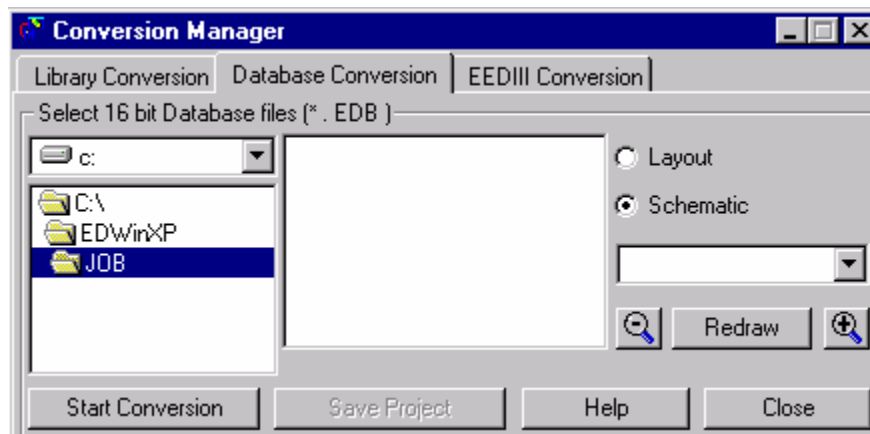 Conversion Manager
Library Conversion Database Conversion EEDIII Conversion
Select 16 bit Database files (* . EDB )
c:
C:\
EDWinXP
JOB
Layout
Schematic
Redraw
Start Conversion Save Project Help Close